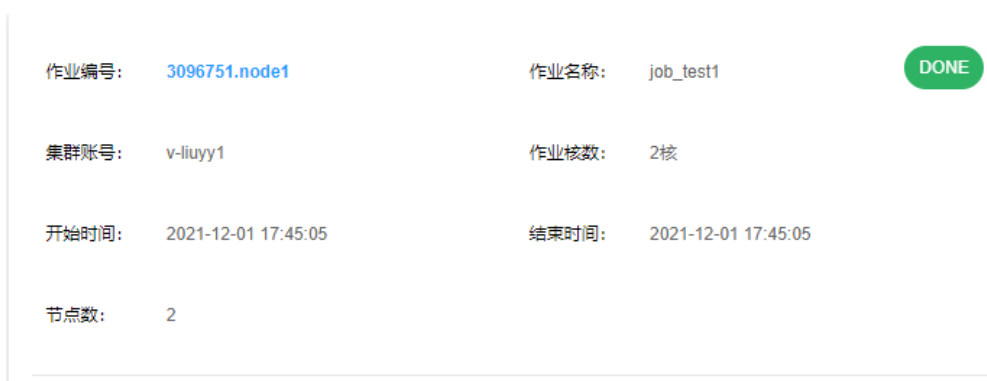 作业编号： 3096751.node1 作业名称： job_test1 DONE
集群账号： v-liuyy1 作业核数： 2核
开始时间： 2021-12-01 17:45:05 结束时间： 2021-12-01 17:45:05
节点数： 2